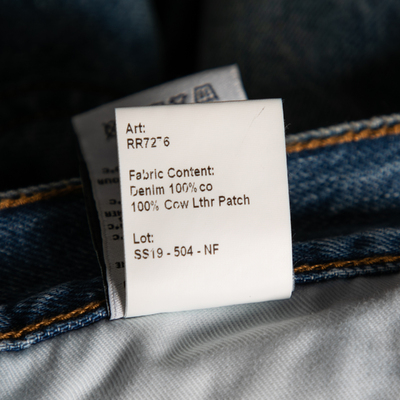 Art:
RR7276
Fabric Content:
Denim 100%co
100% Cow Lthr Patch
Lot:
SS19 - 504 - NF